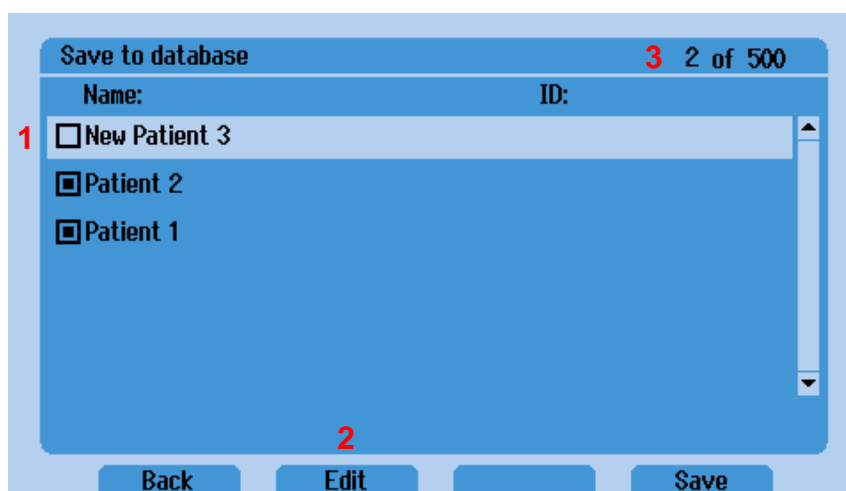 Save to database 3 2 of 500
Name: ID:
1 New Patient 3
Patient 2
Patient 1
2
Back Edit Save